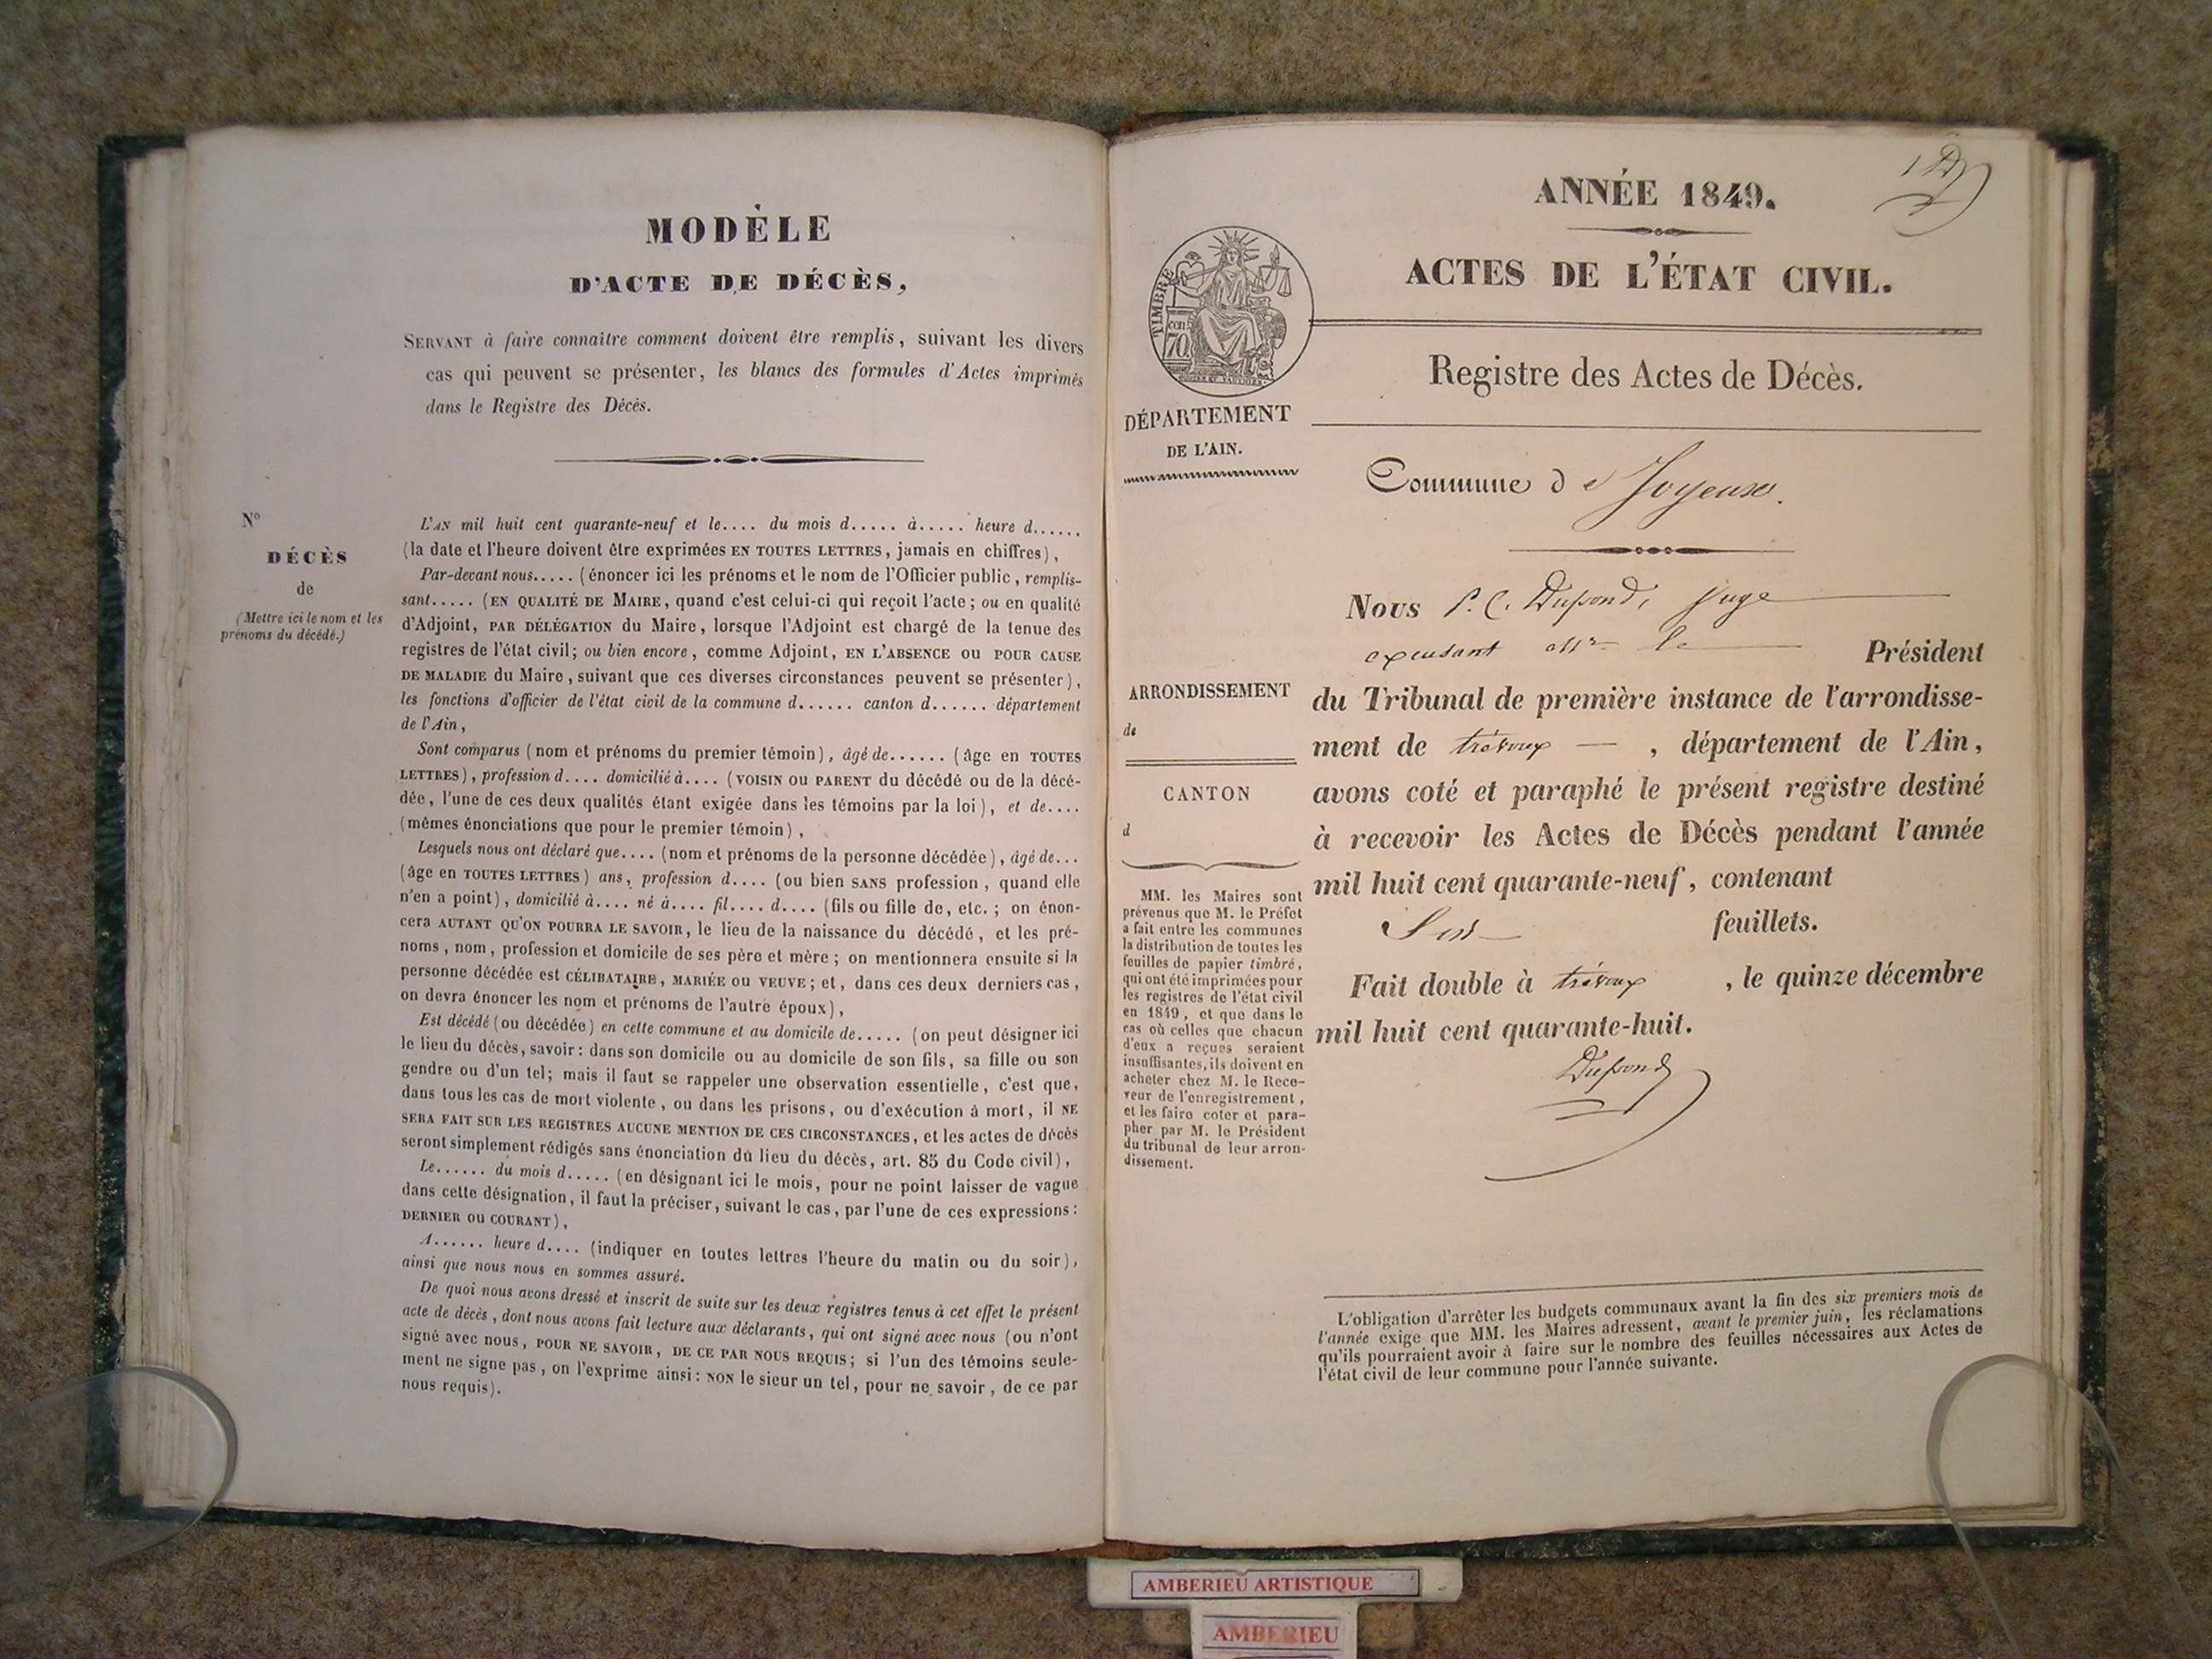 MODÈLE
D'ACTE DE DÉCÈS,
SERVANT à faire connaître comment doivent être remplis, suivant les divers
cas qui peuvent se présenter, les blancs des formules d'Actes imprimés
dans le Registre des Décès.
N°
DÉCÈS
de
(Mettre ici le nom et les
prénoms du décédé.)
L'AN mil huit cent quarante-neuf et le.... du mois d..... à..... heure d......
(la date et l'heure doivent être exprimées EN TOUTES LETTRES, jamais en chiffres),
Par-devant nous..... (énoncer ici les prénoms et le nom de l'Officier public, remplis-
sant..... (EN QUALITÉ DE MAIRE, quand c'est celui-ci qui reçoit l'acte; ou en qualité
d'Adjoint, PAR DÉLÉGATION du Maire, lorsque l'Adjoint est chargé de la tenue des
registres de l'état civil; ou bien encore, comme Adjoint, EN L'ABSENCE OU POUR CAUSE
DE MALADIE du Maire, suivant que ces diverses circonstances peuvent se présenter),
les fonctions d'officier de l'état civil de la commune d...... canton d...... département
de l'Ain,
Sont comparus (nom et prénoms du premier témoin), âgé de...... (âge en TOUTES
LETTRES), profession d.... domicilié à.... (VOISIN OU PARENT du décédé ou de la décé-
dée, l'une de ces deux qualités étant exigée dans les témoins par la loi), et de....
(mêmes énonciations que pour le premier témoin),
Lesquels nous ont déclaré que.... (nom et prénoms de la personne décédée), âgé de...
(âge en TOUTES LETTRES) ans, profession d.... (ou bien SANS profession, quand elle
n'en a point), domicilié à.... né à.... fil.... d.... (fils ou fille de, etc.; on énon-
cera AUTANT QU'ON POURRA LE SAVOIR, le lieu de la naissance du décédé, et les pré-
noms, nom, profession et domicile de ses père et mère; on mentionnera ensuite si la
personne décédée est CÉLIBATAIRE, MARIÉE OU VEUVE; et, dans ces deux derniers cas,
on devra énoncer les nom et prénoms de l'autre époux),
Est décédé (ou décédée) en cette commune et au domicile de..... (on peut désigner ici
le lieu du décès, savoir: dans son domicile ou au domicile de son fils, sa fille ou son
gendre ou d'un tel; mais il faut se rappeler une observation essentielle, c'est que,
dans tous les cas de mort violente, ou dans les prisons, ou d'exécution à mort, il NE
SERA FAIT SUR LES REGISTRES AUCUNE MENTION DE CES CIRCONSTANCES, et les actes de décès
seront simplement rédigés sans énonciation du lieu du décès, art. 85 du Code civil),
Le...... du mois d..... (en désignant ici le mois, pour ne point laisser de vague
dans cette désignation, il faut la préciser, suivant le cas, par l'une de ces expressions:
DERNIER OU COURANT),
A...... heure d.... (indiquer en toutes lettres l'heure du matin ou du soir),
ainsi que nous nous en sommes assuré.
De quoi nous avons dressé et inscrit de suite sur les deux registres tenus à cet effet le présent
acte de décès, dont nous avons fait lecture aux déclarants, qui ont signé avec nous (ou n'ont
signé avec nous, POUR NE SAVOIR, DE CE PAR NOUS REQUIS; si l'un des témoins seule-
ment ne signe pas, on l'exprime ainsi: NON le sieur un tel, pour ne savoir, de ce par
nous requis).
ANNÉE 1849.
ACTES DE L'ÉTAT CIVIL.
TIMBRE
70
Registre des Actes de Décès.
DÉPARTEMENT
DE L'AIN.
Commune de Joyeux.
Nous P. C. Dupond, Juge
excusant Mr le Président
du Tribunal de première instance de l'arrondisse-
ment de trévoux, département de l'Ain,
avons coté et paraphé le présent registre destiné
à recevoir les Actes de Décès pendant l'année
mil huit cent quarante-neuf, contenant
feuillets.
Fait double à trévoux, le quinze décembre
mil huit cent quarante-huit.
Dupond
ARRONDISSEMENT
de
CANTON
d
MM. les Maires sont
prévenus que M. le Préfet
a fait entre les communes
la distribution de toutes les
feuilles de papier timbré,
qui ont été imprimées pour
les registres de l'état civil
en 1849, et que dans le
cas où celles que chacun
d'eux a reçues seraient
insuffisantes, ils doivent en
acheter chez M. le Rece-
veur de l'enregistrement,
et les faire coter et para-
pher par M. le Président
du tribunal de leur arron-
dissement.
L'obligation d'arrêter les budgets communaux avant la fin des six premiers mois de
l'année exige que MM. les Maires adressent, avant le premier juin, les réclamations
qu'ils pourraient avoir à faire sur le nombre des feuilles nécessaires aux Actes de
l'état civil de leur commune pour l'année suivante.
AMBERIEU ARTISTIQUE
AMBERIEU